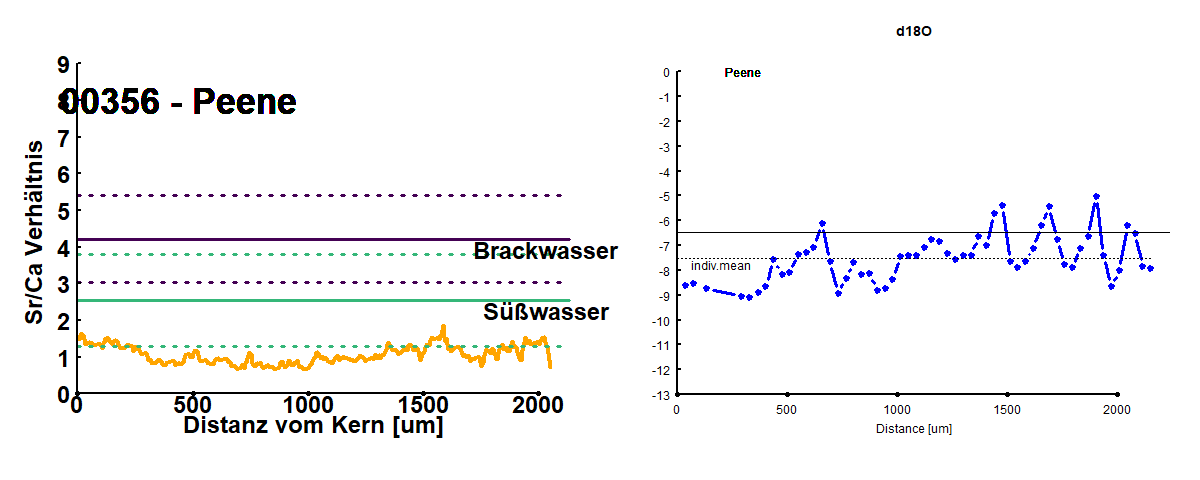 9
8
7
6
5
4
3
2
1
0
00356 - Peene
Sr/Ca Verhältnis
Brackwasser
Süßwasser
0 500 1000 1500 2000
Distanz vom Kern [um]
d18O
Peene
0
-1
-2
-3
-4
-5
-6
-7
-8
-9
-10
-11
-12
-13
indiv.mean
0 500 1000 1500 2000
Distance [um]